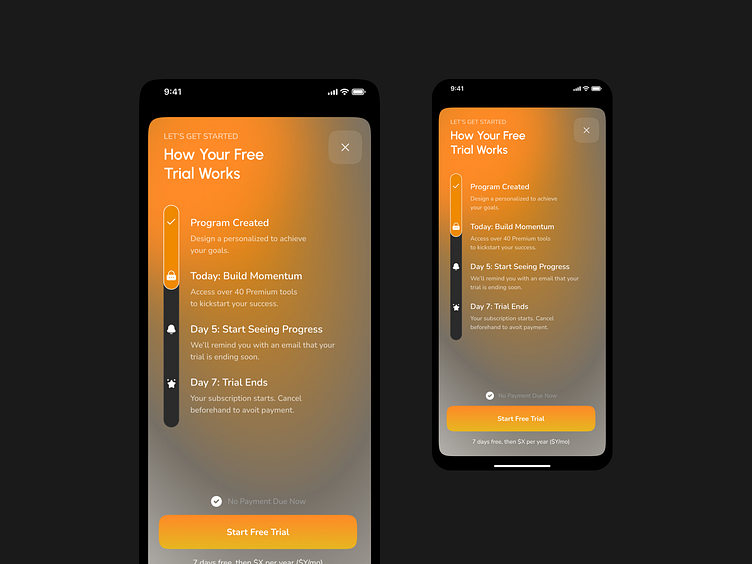 9:41
LET'S GET STARTED
How Your Free
Trial Works
Program Created
Design a personalized to achieve
your goals.
Today: Build Momentum
Access over 40 Premium tools
to kickstart your success.
Day 5: Start Seeing Progress
We'll remind you with an email that your
trial is ending soon.
Day 7: Trial Ends
Your subscription starts. Cancel
beforehand to avoit payment.
No Payment Due Now
Start Free Trial
7 days free, then $X per year ($Y/mo)
9:41
LET'S GET STARTED
How Your Free
Trial Works
Program Created
Design a personalized to achieve
your goals.
Today: Build Momentum
Access over 40 Premium tools
to kickstart your success.
Day 5: Start Seeing Progress
We'll remind you with an email that your
trial is ending soon.
Day 7: Trial Ends
Your subscription starts. Cancel
beforehand to avoit payment.
No Payment Due Now
Start Free Trial
7 days free, then $X per year ($Y/mo)